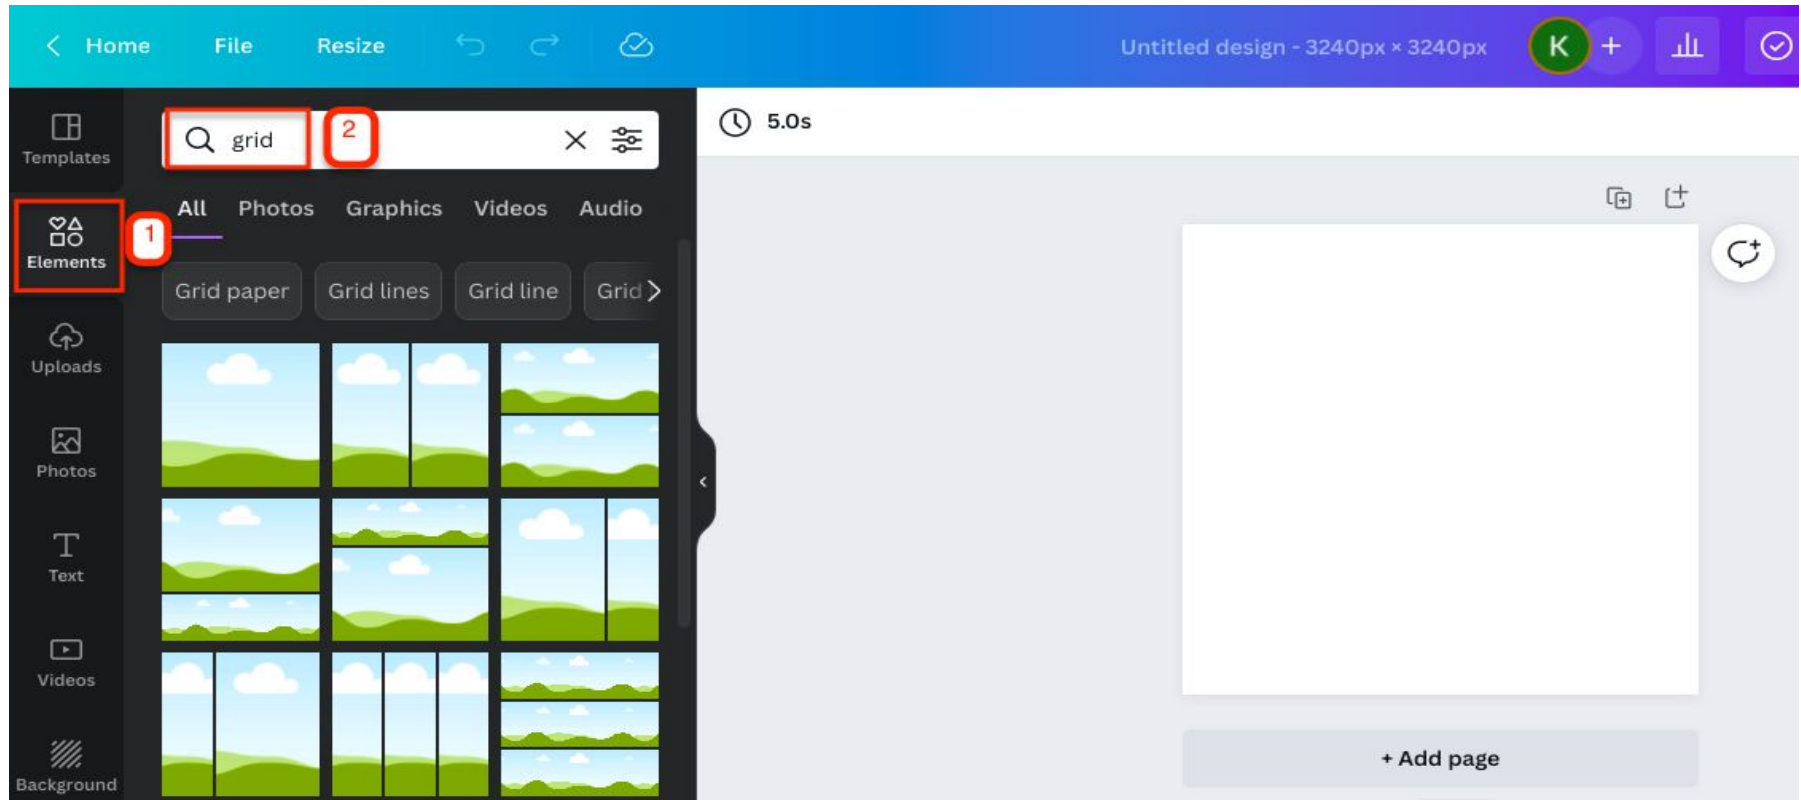 Home File Resize
Untitled design - 3240px × 3240px K +
Templates
grid
2
5.0s
All Photos Graphics Videos Audio
1
Elements
Grid paper Grid lines Grid line Grid
Uploads
Photos
Text
Videos
Background
+ Add page